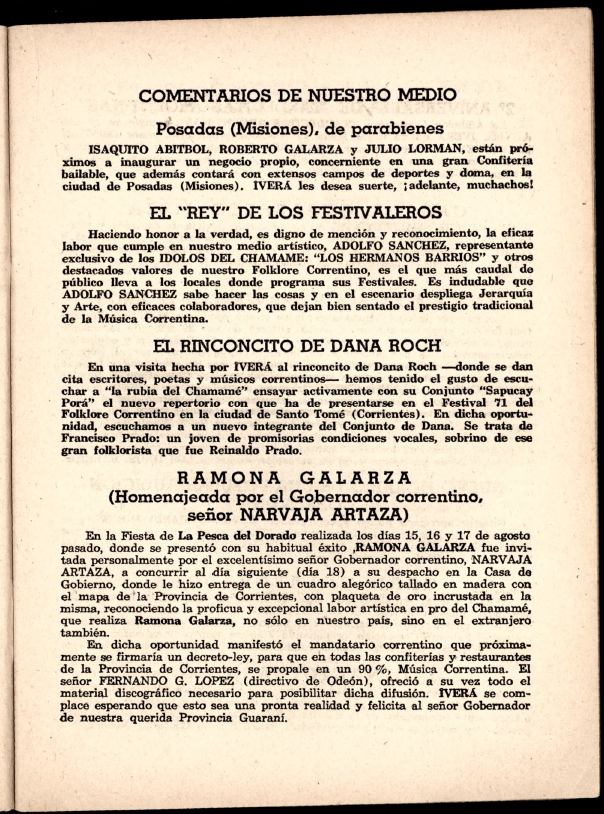 COMENTARIOS DE NUESTRO MEDIO
Posadas (Misiones), de parabienes
ISAQUITO ABITBOL, ROBERTO GALARZA y JULIO LORMAN, están pró-
ximos a inaugurar un negocio propio, concerniente en una gran Confitería
bailable, que además contará con extensos campos de deportes y doma, en la
ciudad de Posadas (Misiones). IVERÁ les desea suerte, ¡adelante, muchachos!
EL "REY" DE LOS FESTIVALEROS
Haciendo honor a la verdad, es digno de mención y reconocimiento, la eficaz
labor que cumple en nuestro medio artístico, ADOLFO SANCHEZ, representante
exclusivo de los IDOLOS DEL CHAMAME: "LOS HERMANOS BARRIOS" y otros
destacados valores de nuestro Folklore Correntino, es el que más caudal de
público lleva a los locales donde programa sus Festivales. Es indudable que
ADOLFO SANCHEZ sabe hacer las cosas y en el escenario despliega Jerarquía
y Arte, con eficaces colaboradores, que dejan bien sentado el prestigio tradicional
de la Música Correntina.
EL RINCONCITO DE DANA ROCH
En una visita hecha por IVERÁ al rinconcito de Dana Roch —donde se dan
cita escritores, poetas y músicos correntinos— hemos tenido el gusto de escu-
char a "la rubia del Chamamé" ensayar activamente con su Conjunto "Sapucay
Porá" el nuevo repertorio con que ha de presentarse en el Festival 71 del
Folklore Correntino en la ciudad de Santo Tomé (Corrientes). En dicha oportu-
nidad, escuchamos a un nuevo integrante del Conjunto de Dana. Se trata de
Francisco Prado: un joven de promisorias condiciones vocales, sobrino de ese
gran folklorista que fue Reinaldo Prado.
RAMONA GALARZA
(Homenajeada por el Gobernador correntino,
señor NARVAJA ARTAZA)
En la Fiesta de La Pesca del Dorado realizada los días 15, 16 y 17 de agosto
pasado, donde se presentó con su habitual éxito ,RAMONA GALARZA fue invi-
tada personalmente por el excelentísimo señor Gobernador correntino, NARVAJA
ARTAZA, a concurrir al día siguiente (día 18) a su despacho en la Casa de
Gobierno, donde le hizo entrega de un cuadro alegórico tallado en madera con
el mapa de la Provincia de Corrientes, con plaqueta de oro incrustada en la
misma, reconociendo la proficua y excepcional labor artística en pro del Chamamé,
que realiza Ramona Galarza, no sólo en nuestro país, sino en el extranjero
también.
En dicha oportunidad manifestó el mandatario correntino que próxima-
mente se firmaría un decreto-ley, para que en todas las confiterías y restaurantes
de la Provincia de Corrientes, se propale en un 90 %, Música Correntina. El
señor FERNANDO G. LOPEZ (directivo de Odeón), ofreció a su vez todo el
material discográfico necesario para posibilitar dicha difusión. IVERÁ se com-
place esperando que esto sea una pronta realidad y felicita al señor Gobernador
de nuestra querida Provincia Guaraní.